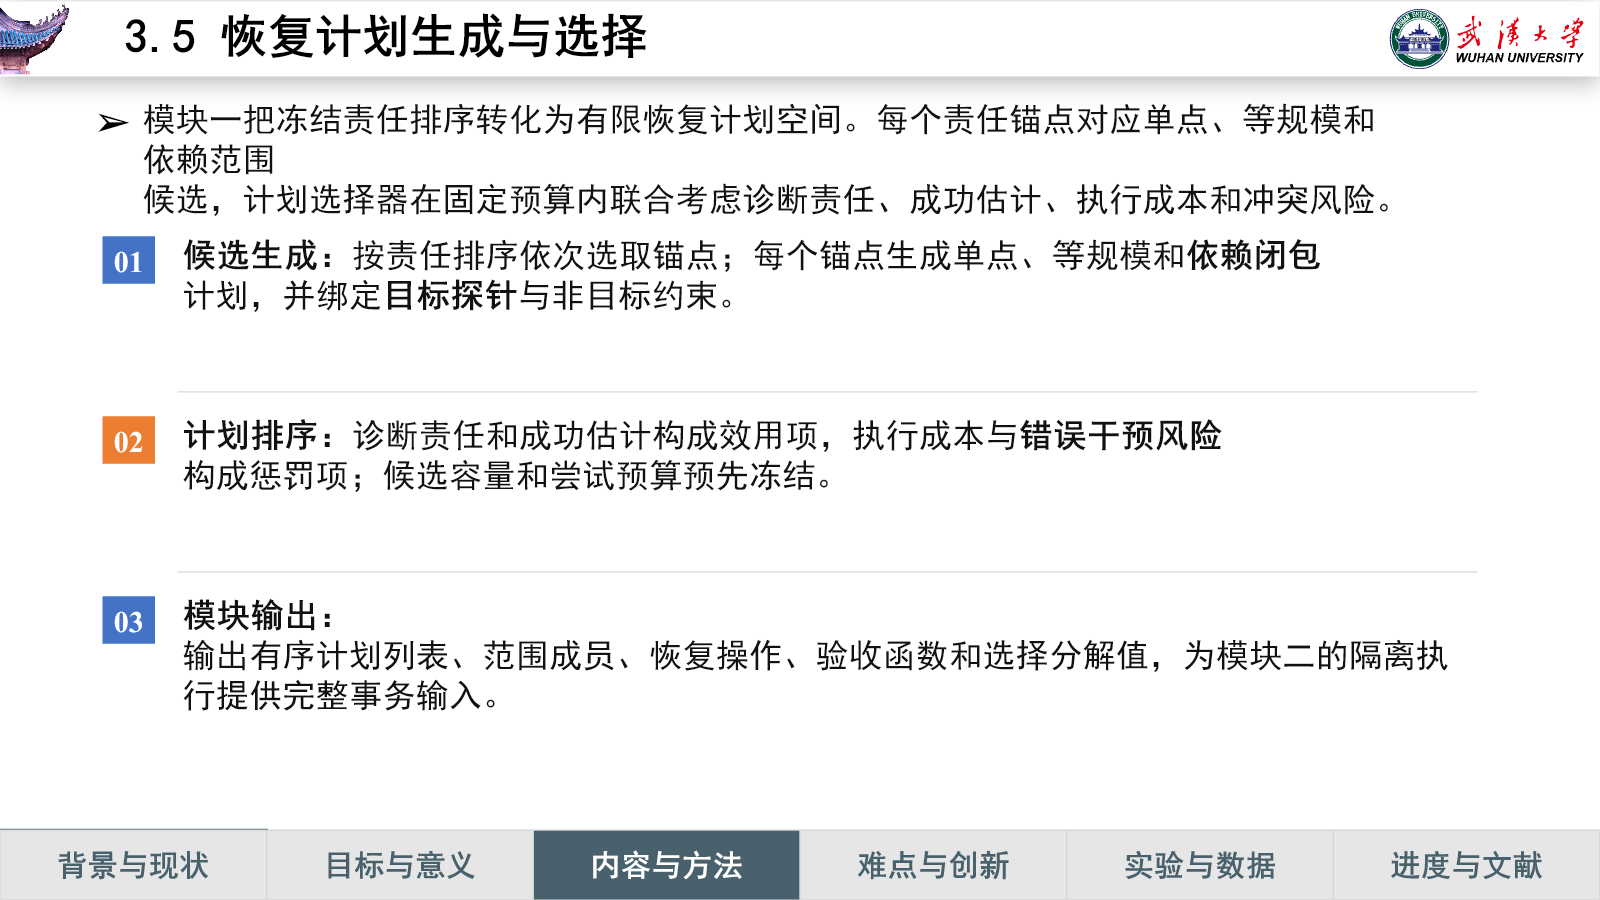 3.5 恢复计划生成与选择
武汉大学
WUHAN UNIVERSITY
➢ 模块一把冻结责任排序转化为有限恢复计划空间。每个责任锚点对应单点、等规模和
依赖范围
候选，计划选择器在固定预算内联合考虑诊断责任、成功估计、执行成本和冲突风险。
01 候选生成：按责任排序依次选取锚点；每个锚点生成单点、等规模和依赖闭包
计划，并绑定目标探针与非目标约束。
02 计划排序：诊断责任和成功估计构成效用项，执行成本与错误干预风险
构成惩罚项；候选容量和尝试预算预先冻结。
03 模块输出：
输出有序计划列表、范围成员、恢复操作、验收函数和选择分解值，为模块二的隔离执
行提供完整事务输入。
背景与现状 目标与意义 内容与方法 难点与创新 实验与数据 进度与文献